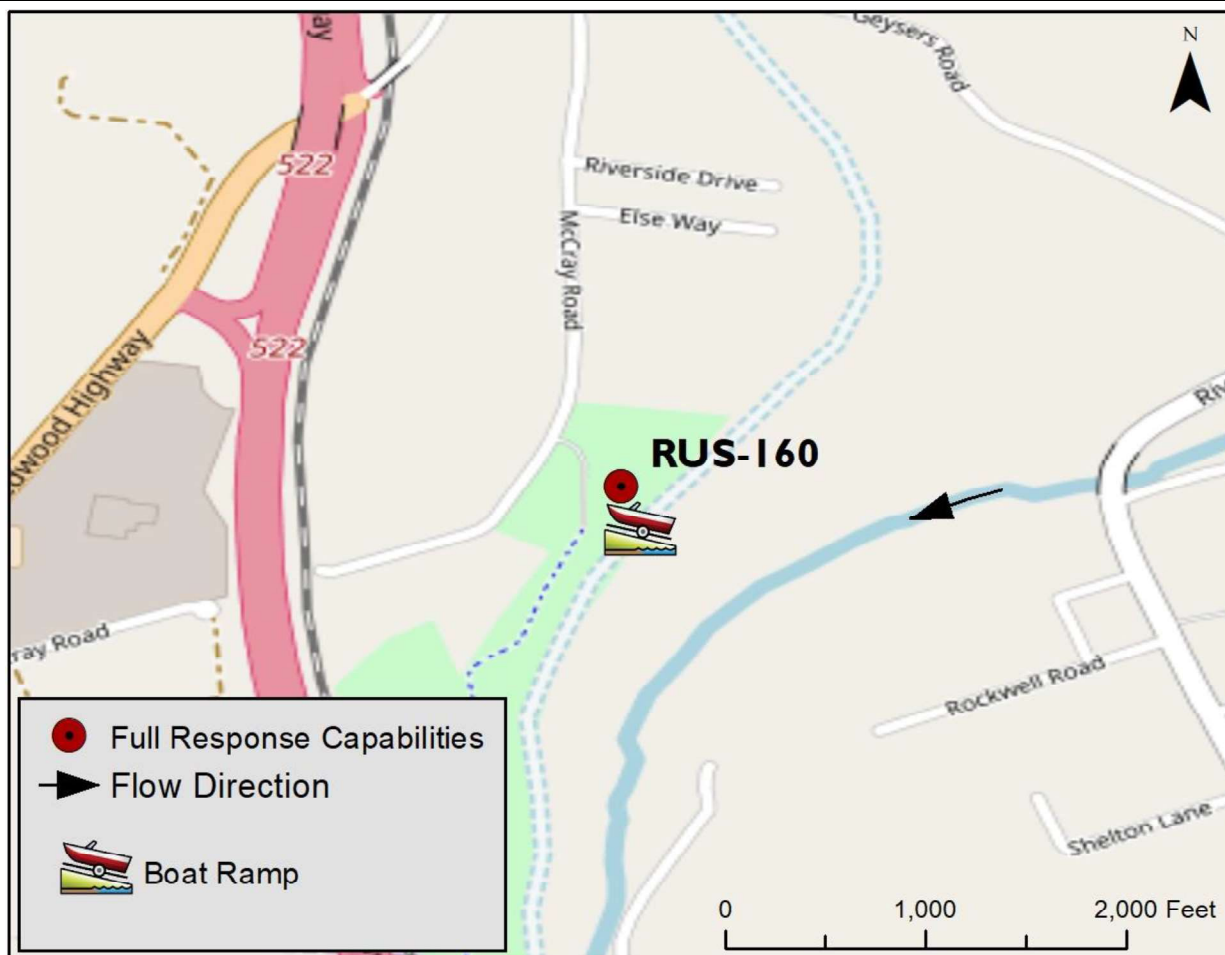 ay
Geysers Road
N
522
Riverside Drive
Else Way
McCray Road
522
dwood Highway
Riv
RUS-160
ray Road
Rockwell Road
Shelton Lane
Full Response Capabilities
Flow Direction
Boat Ramp
0 1,000 2,000 Feet